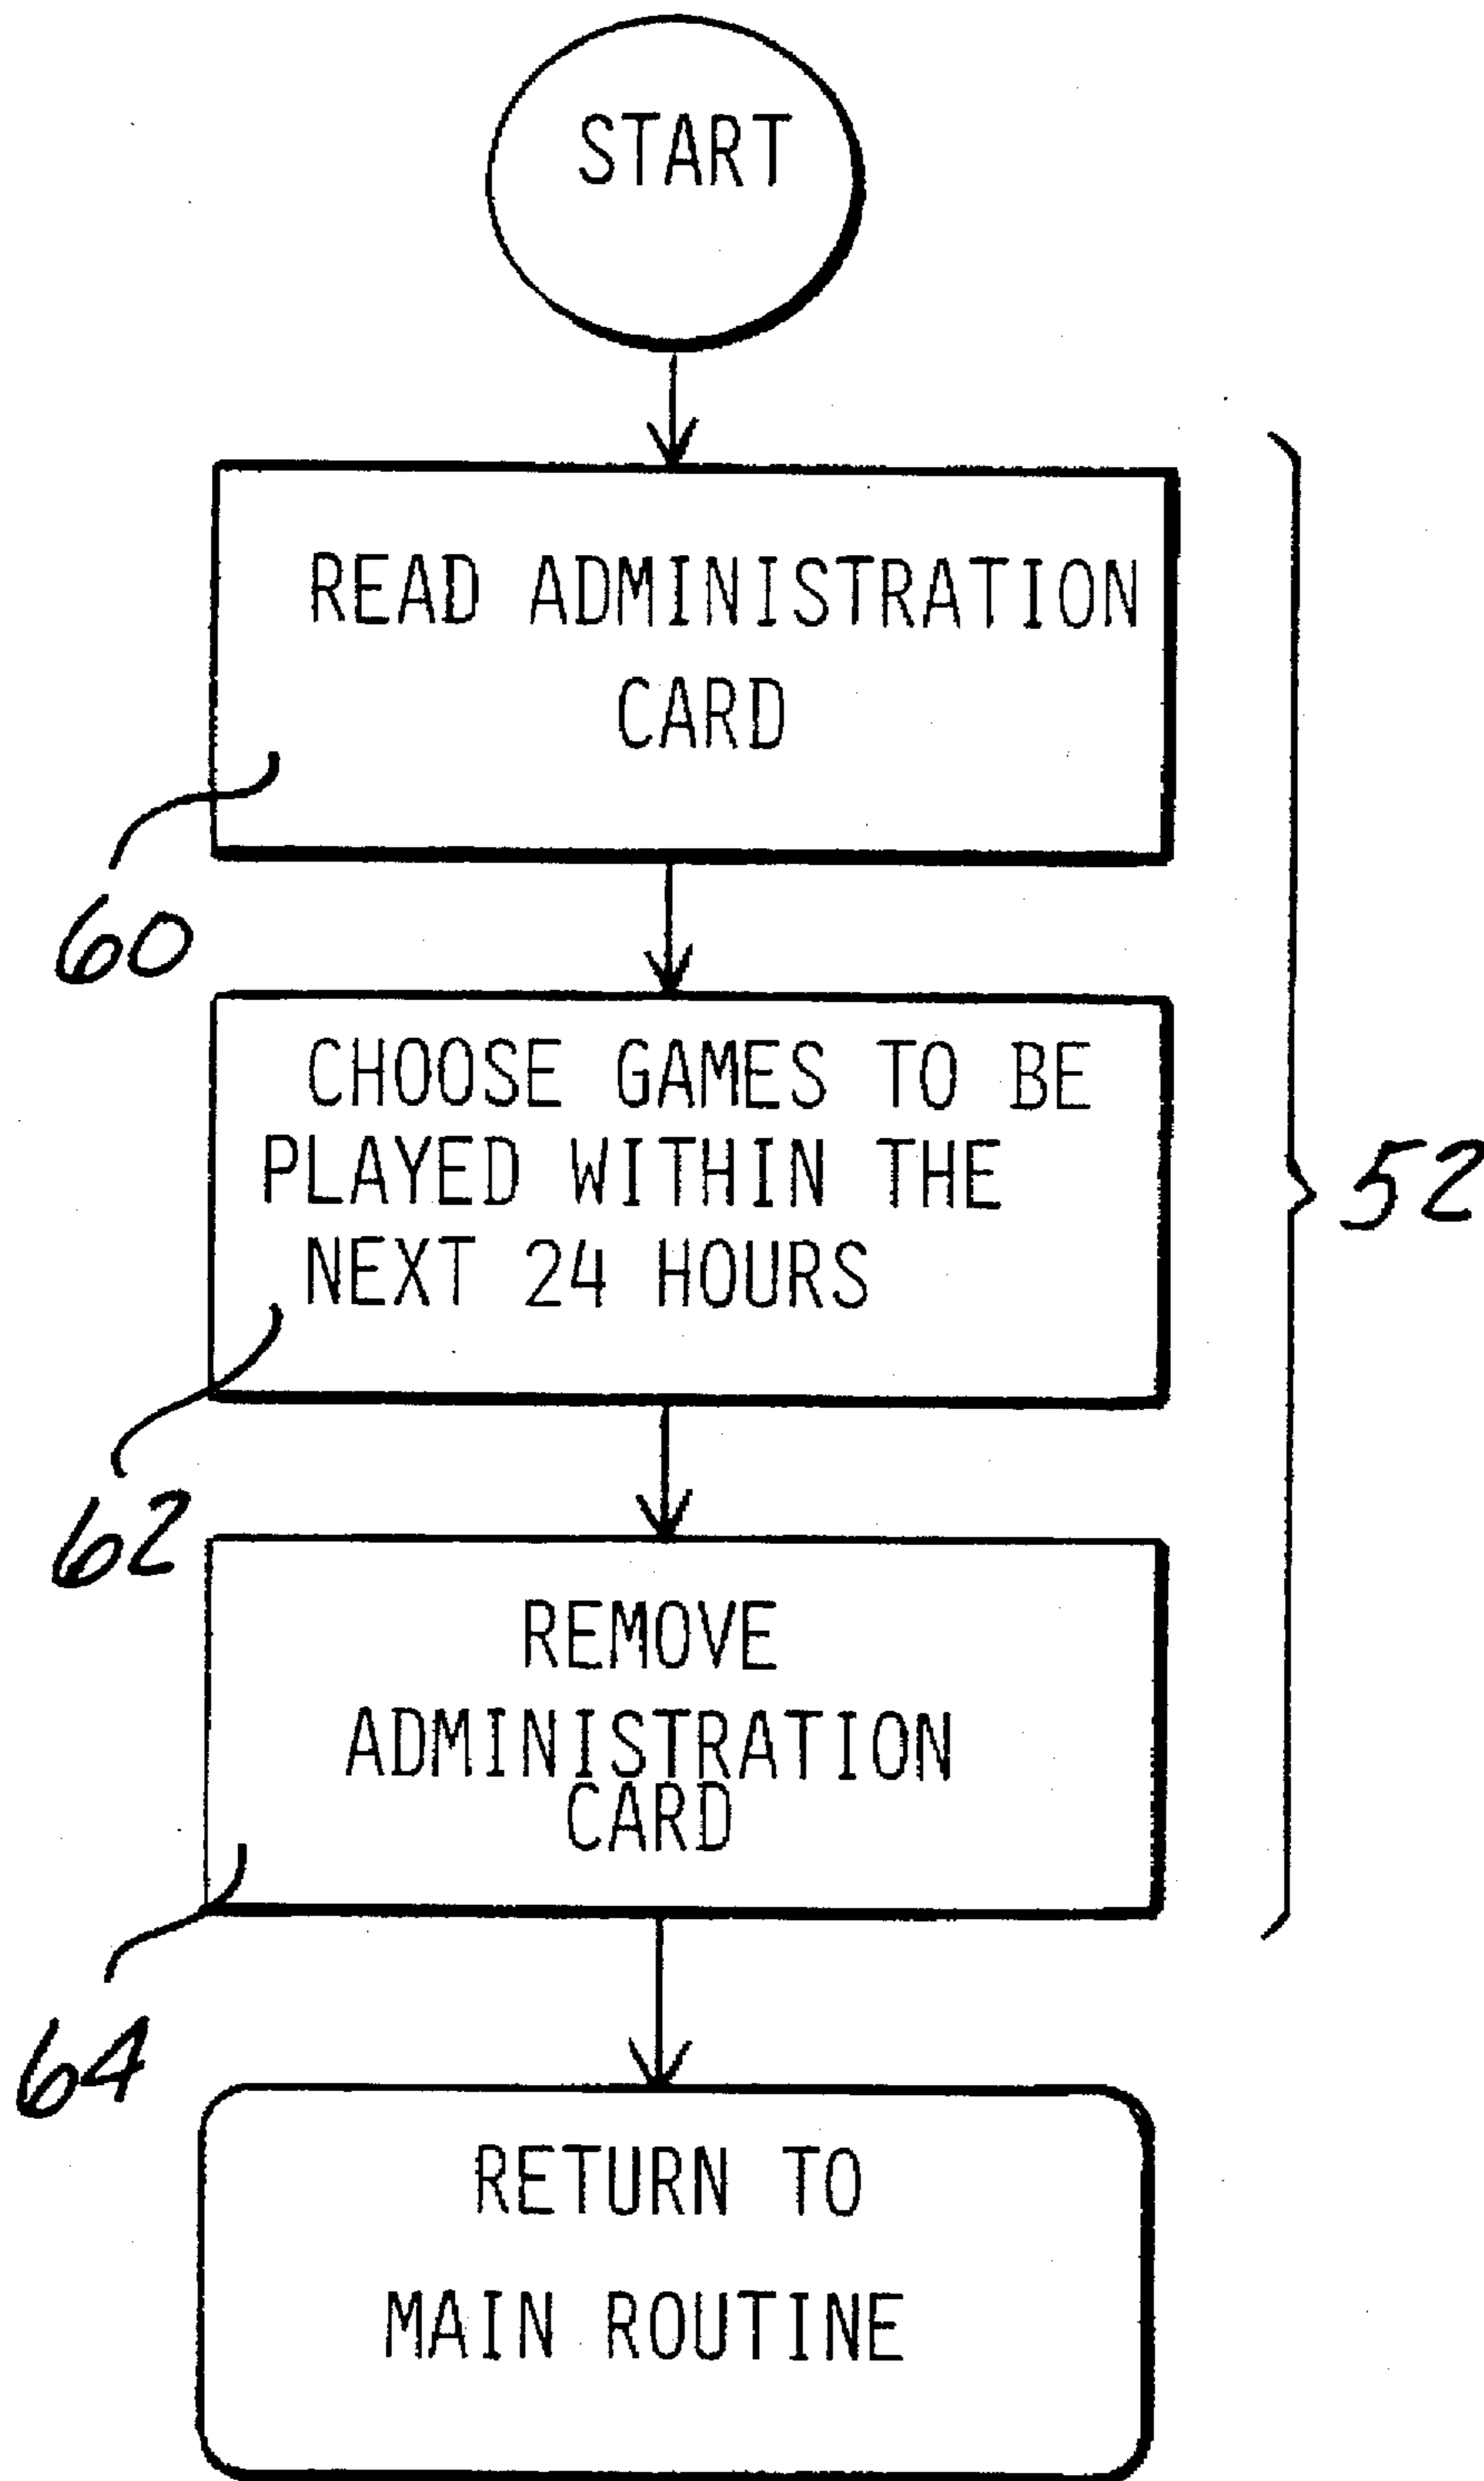 START
READ ADMINISTRATION
CARD
60
CHOOSE GAMES TO BE
PLAYED WITHIN THE
NEXT 24 HOURS
52
62
REMOVE
ADMINISTRATION
CARD
64
RETURN TO
MAIN ROUTINE